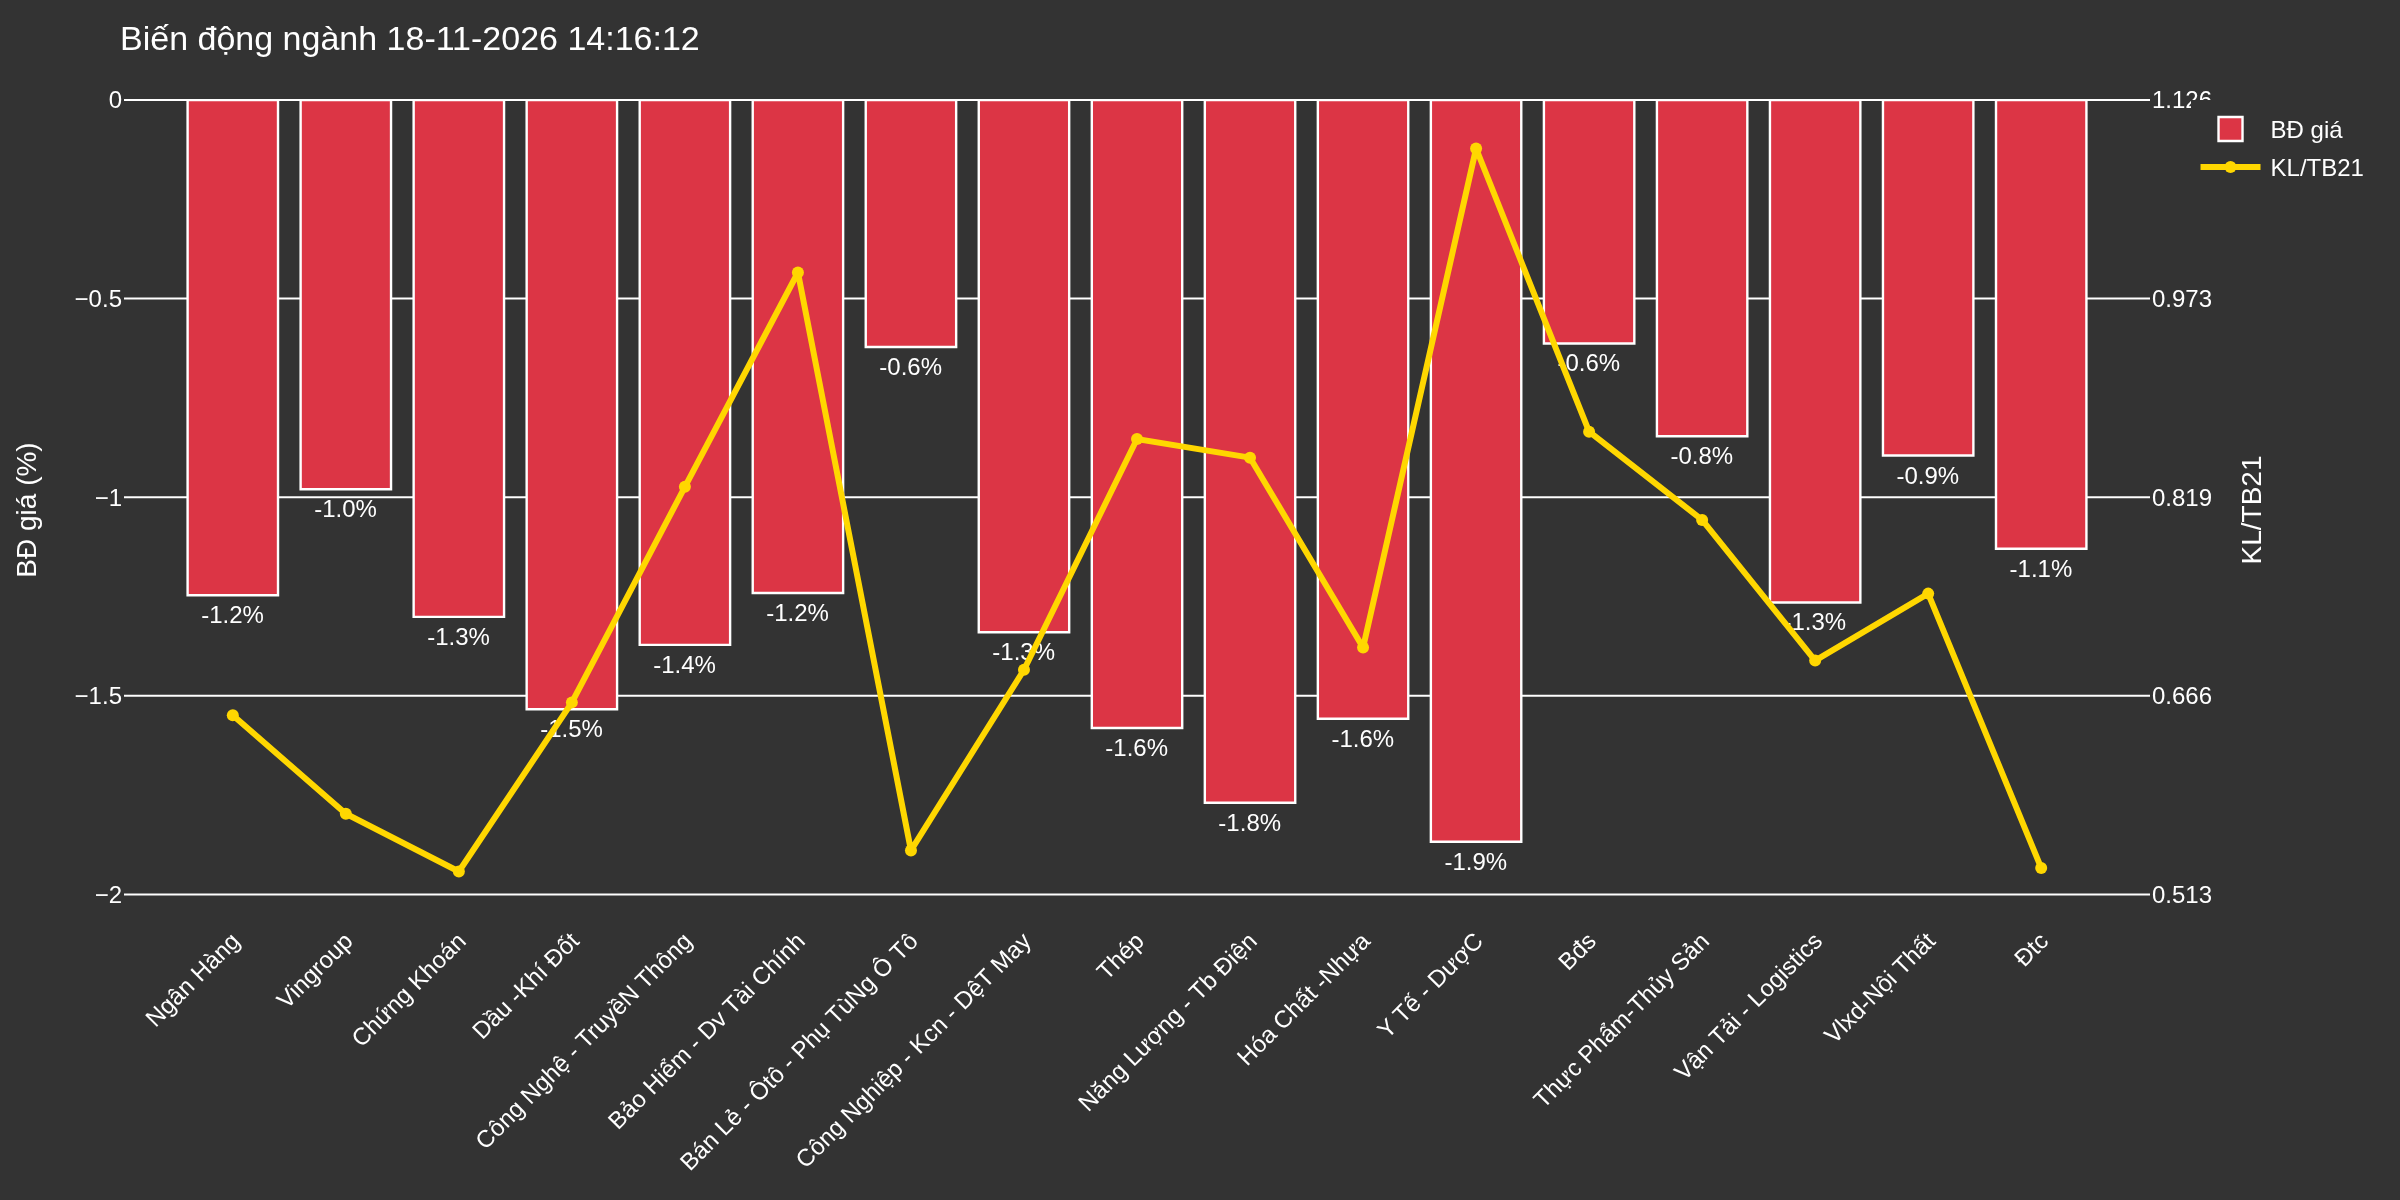 Biến động ngành 18-11-2026 14:16:12
BĐ giá
KL/TB21
BĐ giá (%)
0
−0.5
−1
−1.5
−2
-1.2%
-1.0%
-1.3%
-1.5%
-1.4%
-1.2%
-0.6%
-1.3%
-1.6%
-1.8%
-1.6%
-1.9%
-0.6%
-0.8%
-1.3%
-0.9%
-1.1%
1.126
0.973
0.819
0.666
0.513
KL/TB21
Ngân Hàng
Vingroup
Chứng Khoán
Dầu -Khí Đốt
Công Nghệ - TruyềN Thông
Bảo Hiểm - Dv Tài Chính
Bán Lẻ - Ôtô - Phụ TùNg Ô Tô
Công Nghiệp - Kcn - DệT May
Thép
Năng Lượng - Tb Điện
Hóa Chất -Nhựa
Y Tế - DượC
Bđs
Thực Phẩm-Thủy Sản
Vận Tải - Logistics
Vlxd-Nội Thất
Đtc